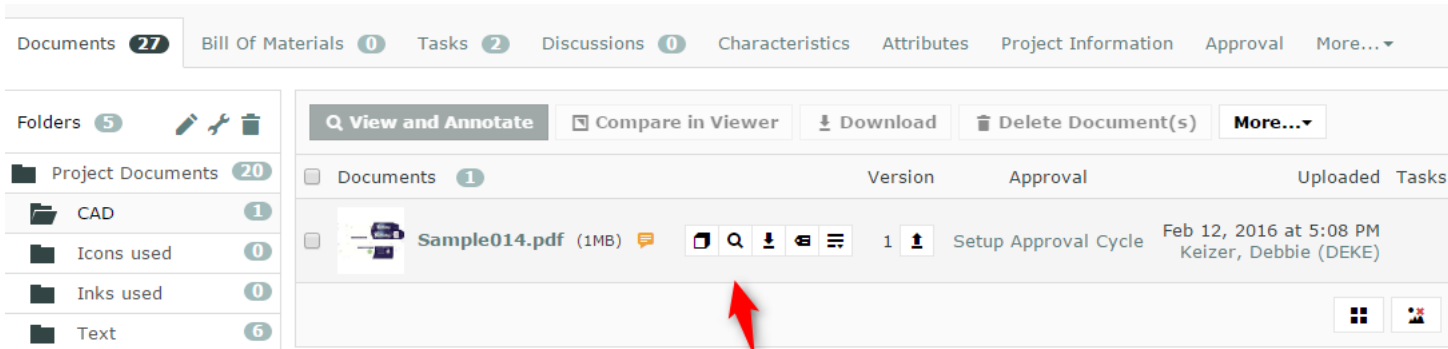 Documents 27 Bill Of Materials 0 Tasks 2 Discussions 0 Characteristics Attributes Project Information Approval More...
Folders 5
Project Documents 20
CAD 1
Icons used 0
Inks used 0
Text 6
View and Annotate Compare in Viewer Download Delete Document(s) More...
Documents 1 Version Approval Uploaded Tasks
Sample014.pdf (1MB) 1 Setup Approval Cycle Feb 12, 2016 at 5:08 PM
Keizer, Debbie (DEKE)